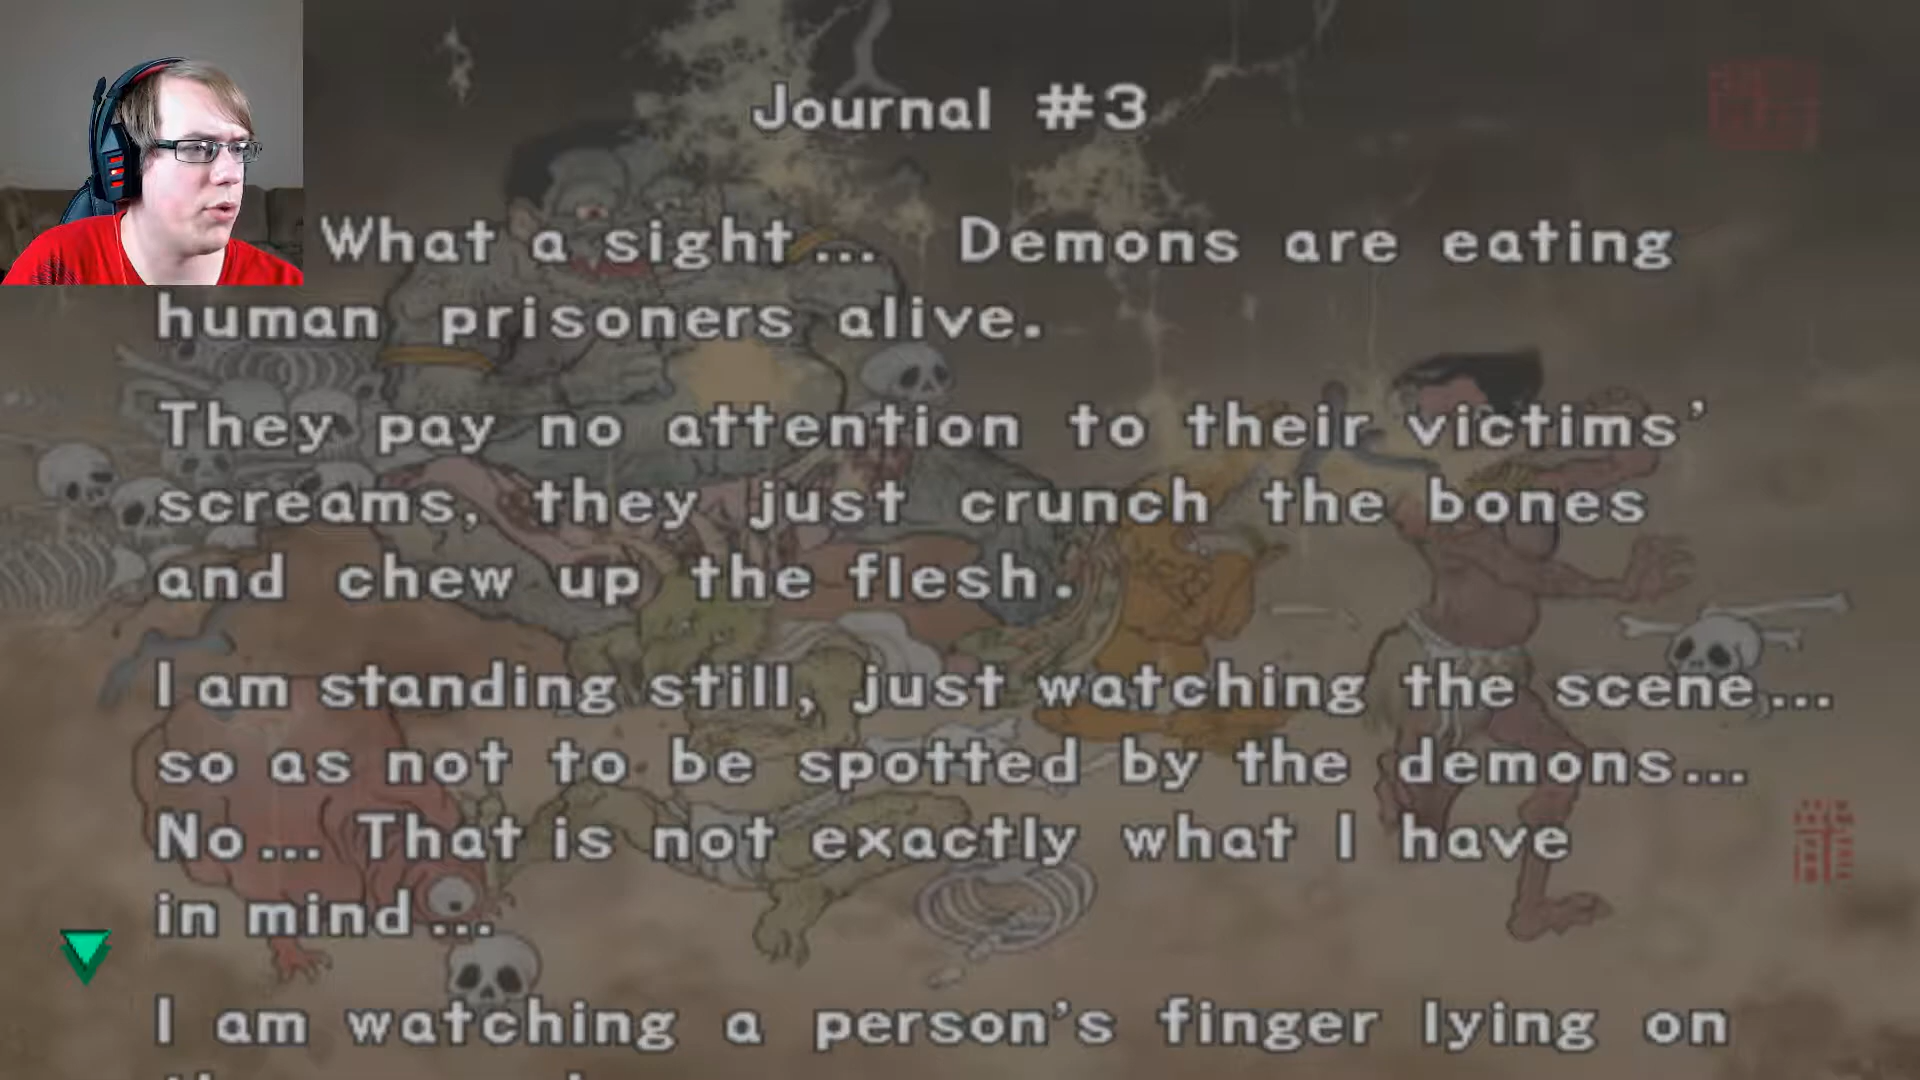 Journal #3
What a sight... Demons are eating
human prisoners alive.
They pay no attention to their victims'
screams, they just crunch the bones
and chew up the flesh.
I am standing still, just watching the scene...
so as not to be spotted by the demons...
No... That is not exactly what I have
in mind...
I am watching a person's finger lying on